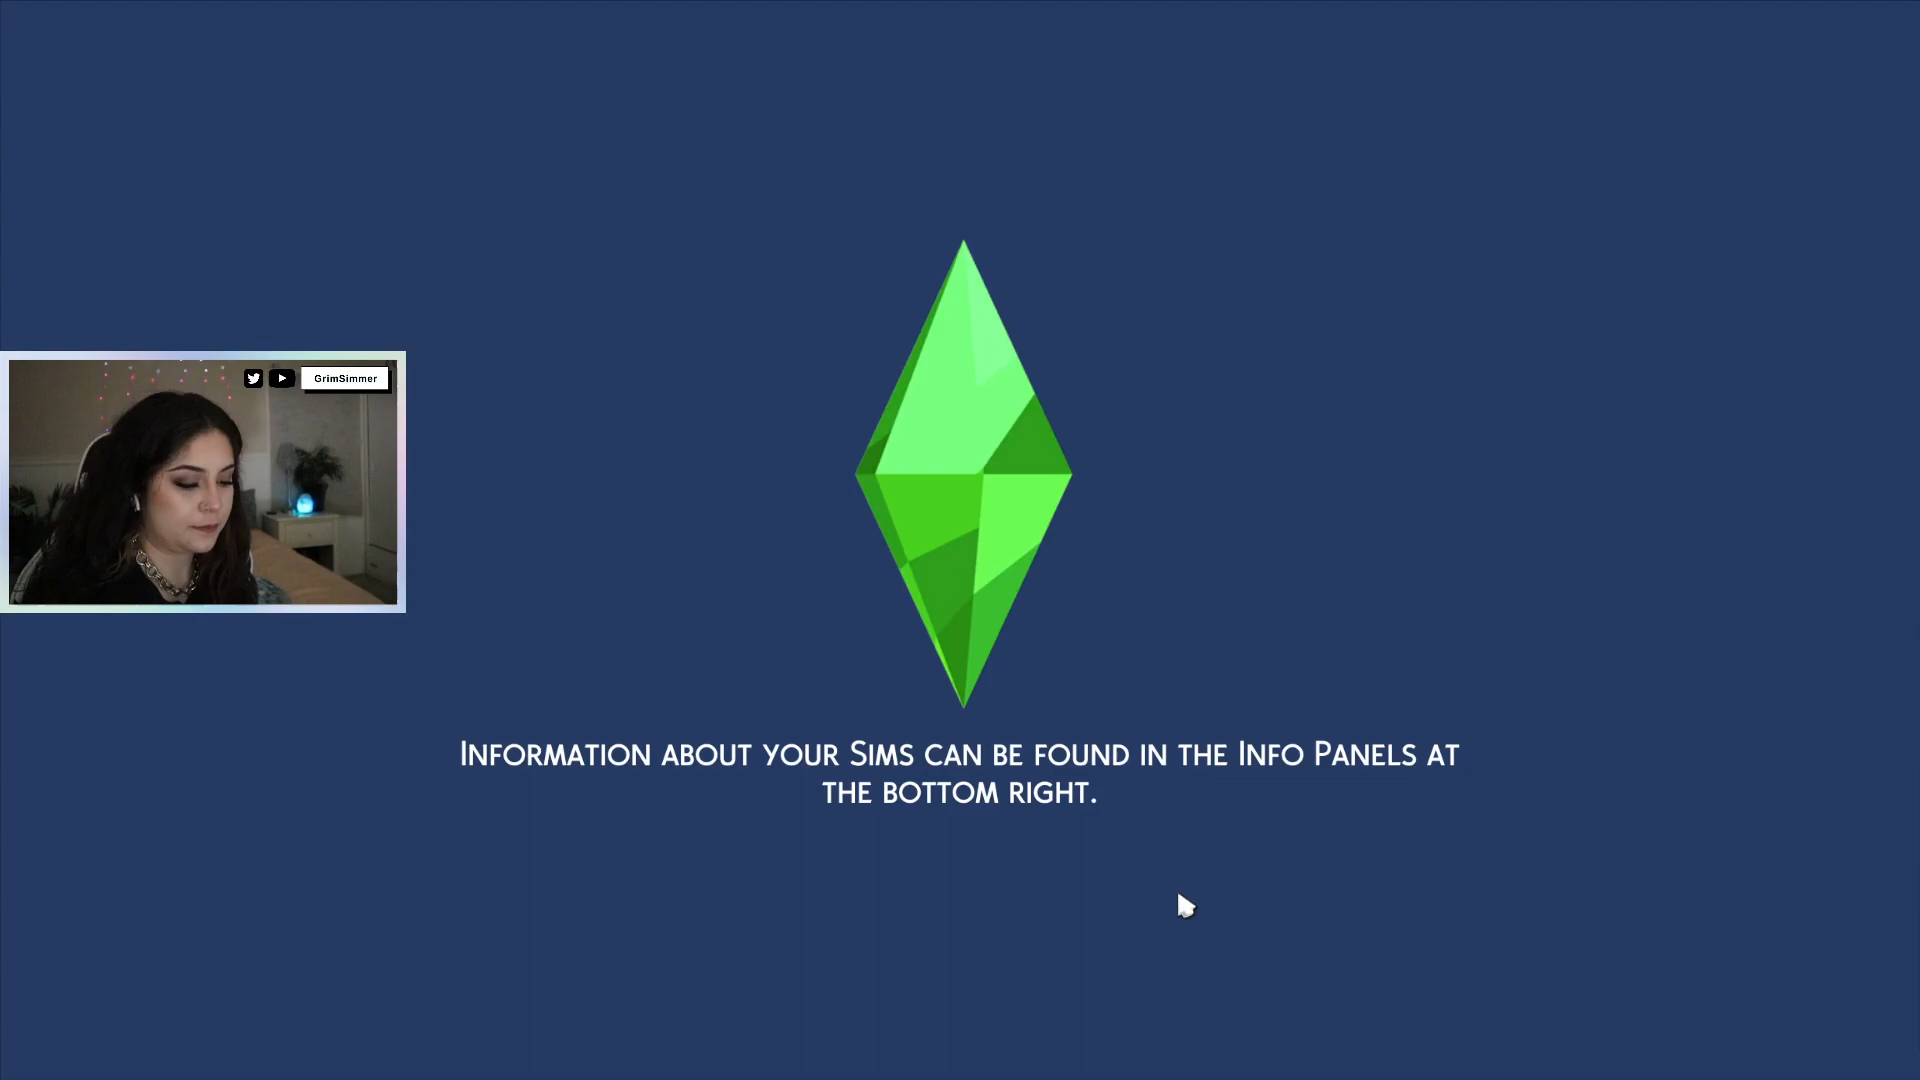 GrimSimmer
Information about your Sims can be found in the Info Panels at
the bottom right.